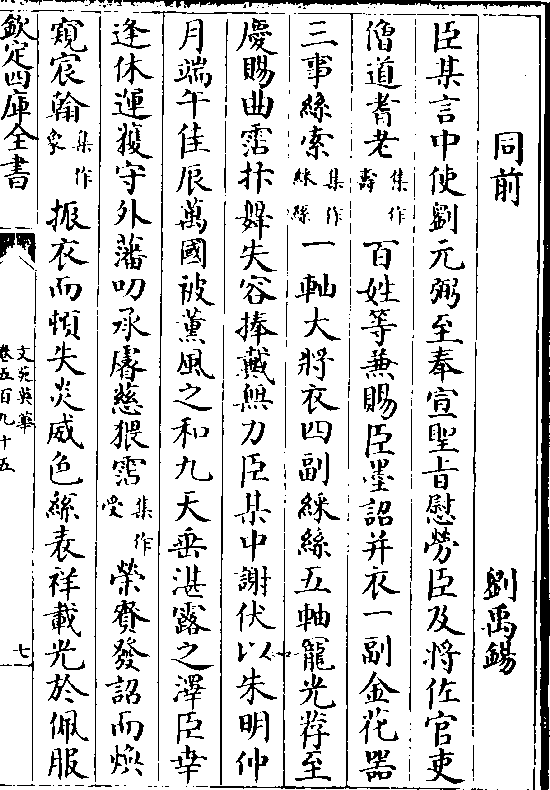 同前
劉禹錫
臣某言中使劉元弼至奉宣聖旨慰勞臣及將佐官吏
僧道耆老集作壽百姓等兼賜臣墨詔并衣一副金花器
三事絲索集作綵絲一軸大將衣四副綵絲五軸寵光荐至
慶賜曲霑抃舞失容捧戴無力臣某中謝伏以朱明仲
月端午佳辰萬國被薰風之和九天垂湛露之澤臣幸
逢休運獲守外藩叨承睿慈猥霑集作受榮賚發詔而煥
窺宸翰集作象振衣而頓失炎威色絲表祥載光於佩服
欽定四庫全書
文苑英華
卷五百九十五
七